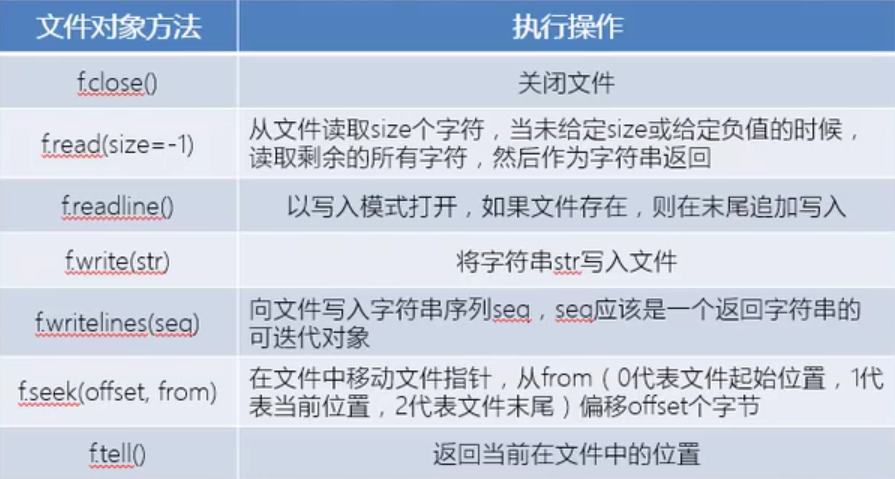 文件对象方法 执行操作
f.close() 关闭文件
f.read(size=-1) 从文件读取size个字符，当未给定size或给定负值的时候，
读取剩余的所有字符，然后作为字符串返回
f.readline() 以写入模式打开，如果文件存在，则在末尾追加写入
f.write(str) 将字符串str写入文件
f.writelines(seq) 向文件写入字符串序列seq，seq应该是一个返回字符串的
可迭代对象
f.seek(offset, from) 在文件中移动文件指针，从from（0代表文件起始位置，1代
表当前位置，2代表文件末尾）偏移offset个字节
f.tell() 返回当前在文件中的位置